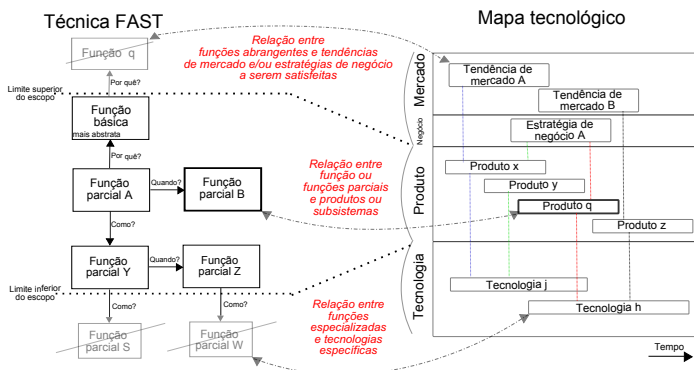 Técnica FAST
Função q
Por quê?
Limite superior
do escopo
Função
básica
mais abstrata
Por quê?
Função
parcial A
Quando?
Função
parcial B
Como?
Função
parcial Y
Quando?
Função
parcial Z
Limite inferior
do escopo
Como?
Como?
Função
parcial S
Função
parcial W
Relação entre
funções abrangentes e tendências
de mercado e/ou estratégias de negócio
a serem satisfeitas
Relação entre
função ou
funções parciais
e produtos ou
subsistemas
Relação entre
funções
especializadas
e tecnologias
específicas
Mapa tecnológico
Mercado
Tendência de
mercado A
Tendência de
mercado B
Negócio
Estratégia de
negócio A
Produto
Produto x
Produto y
Produto q
Produto z
Tecnologia
Tecnologia j
Tecnologia h
Tempo